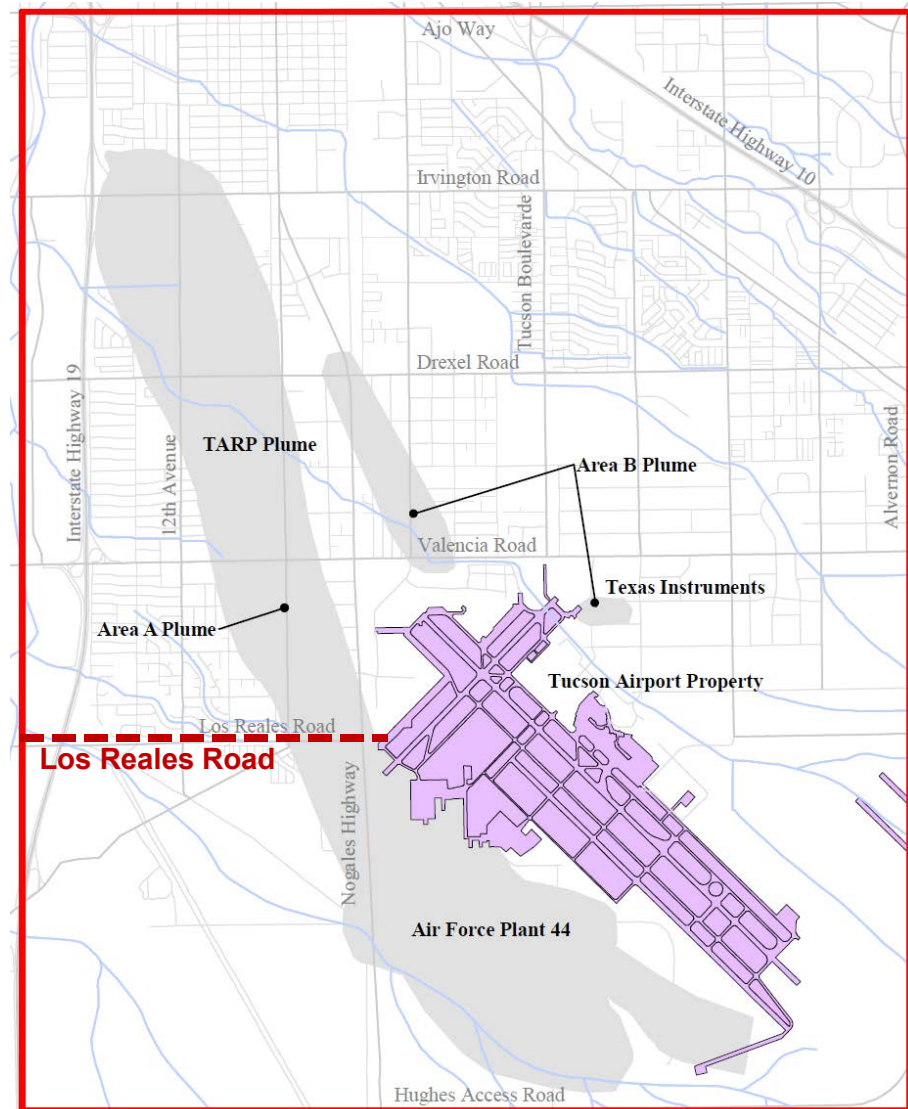 Ajo Way
Interstate Highway 10
Irvington Road
Tucson Boulevarde
Drexel Road
Interstate Highway 19
12th Avenue
TARP Plume
Area B Plume
Alvernon Road
Valencia Road
Texas Instruments
Area A Plume
Tucson Airport Property
Los Reales Road
Los Reales Road
Nogales Highway
Air Force Plant 44
Hughes Access Road